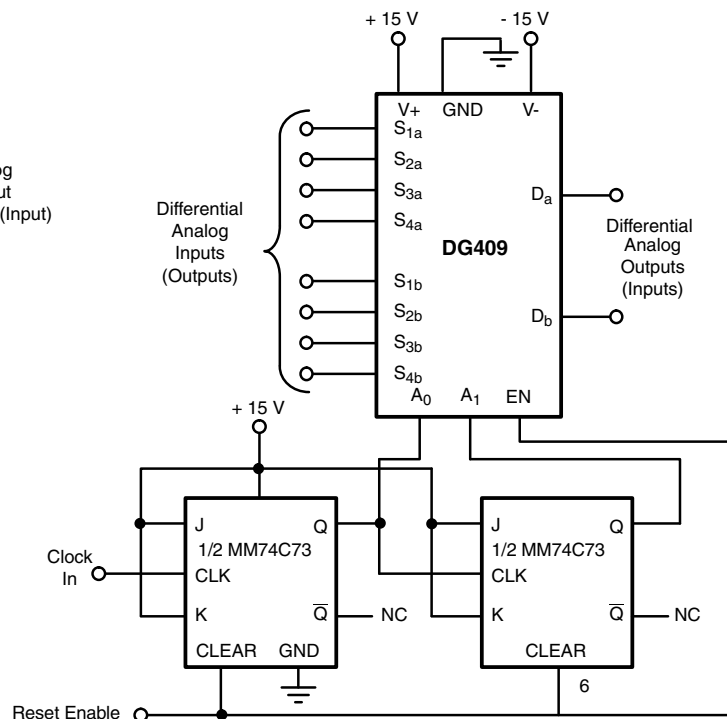 + 15 V
- 15 V
V+
GND
V-
S1a
S2a
S3a
S4a
S1b
S2b
S3b
S4b
Da
Db
DG409
A0
A1
EN
(Input)
Differential
Analog
Inputs
(Outputs)
Differential
Analog
Outputs
(Inputs)
+ 15 V
J
Q
1/2 MM74C73
CLK
K
Q
CLEAR
GND
NC
Clock
In
J
Q
1/2 MM74C73
CLK
K
Q
CLEAR
NC
6
Reset Enable